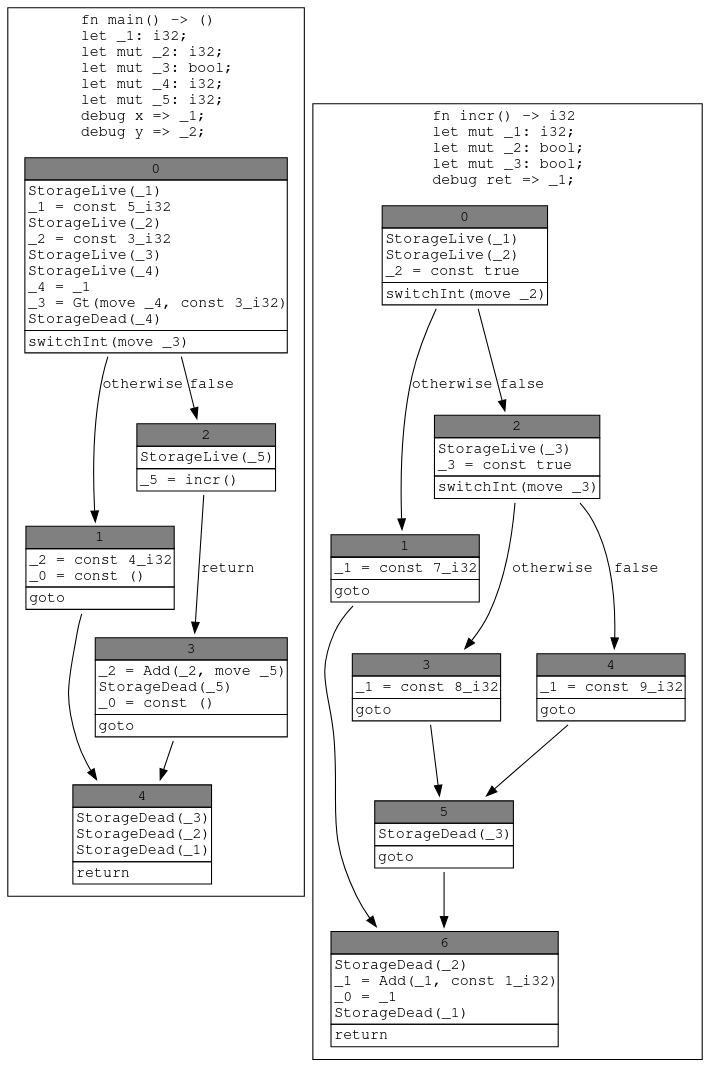 fn main() -> ()
let _1: i32;
let mut _2: i32;
let mut _3: bool;
let mut _4: i32;
let mut _5: i32;
debug x => _1;
debug y => _2;
0
StorageLive(_1)
_1 = const 5_i32
StorageLive(_2)
_2 = const 3_i32
StorageLive(_3)
StorageLive(_4)
_4 = _1
_3 = Gt(move _4, const 3_i32)
StorageDead(_4)
switchInt(move _3)
otherwise
false
2
StorageLive(_5)
_5 = incr()
1
_2 = const 4_i32
_0 = const ()
goto
return
3
_2 = Add(_2, move _5)
StorageDead(_5)
_0 = const ()
goto
4
StorageDead(_3)
StorageDead(_2)
StorageDead(_1)
return
fn incr() -> i32
let mut _1: i32;
let mut _2: bool;
let mut _3: bool;
debug ret => _1;
0
StorageLive(_1)
StorageLive(_2)
_2 = const true
switchInt(move _2)
otherwise
false
2
StorageLive(_3)
_3 = const true
switchInt(move _3)
1
_1 = const 7_i32
goto
otherwise
false
3
_1 = const 8_i32
goto
4
_1 = const 9_i32
goto
5
StorageDead(_3)
goto
6
StorageDead(_2)
_1 = Add(_1, const 1_i32)
_0 = _1
StorageDead(_1)
return